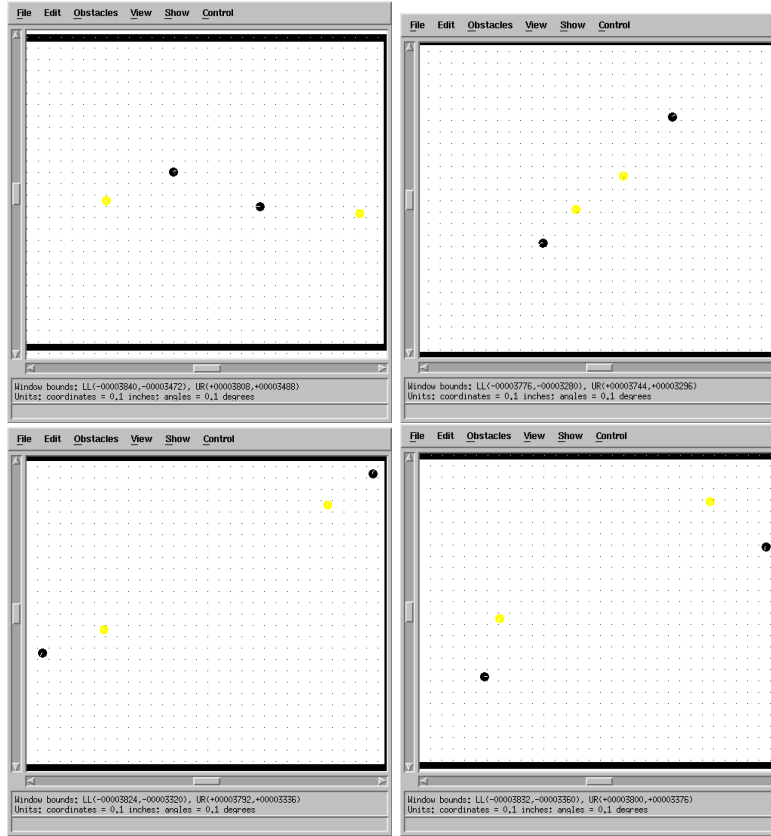 File Edit Obstacles View Show Control
Window bounds: LL(-00003840,-00003472), UR(+00003808,+00003488)
Units: coordinates = 0.1 inches; angles = 0.1 degrees
File Edit Obstacles View Show Control
Window bounds: LL(-00003776,-00003280), UR(+00003744,+00003296)
Units: coordinates = 0.1 inches; angles = 0.1 degrees
File Edit Obstacles View Show Control
Window bounds: LL(-00003824,-00003320), UR(+00003792,+00003336)
Units: coordinates = 0.1 inches; angles = 0.1 degrees
File Edit Obstacles View Show Control
Window bounds: LL(-00003832,-00003360), UR(+00003800,+00003376)
Units: coordinates = 0.1 inches; angles = 0.1 degrees